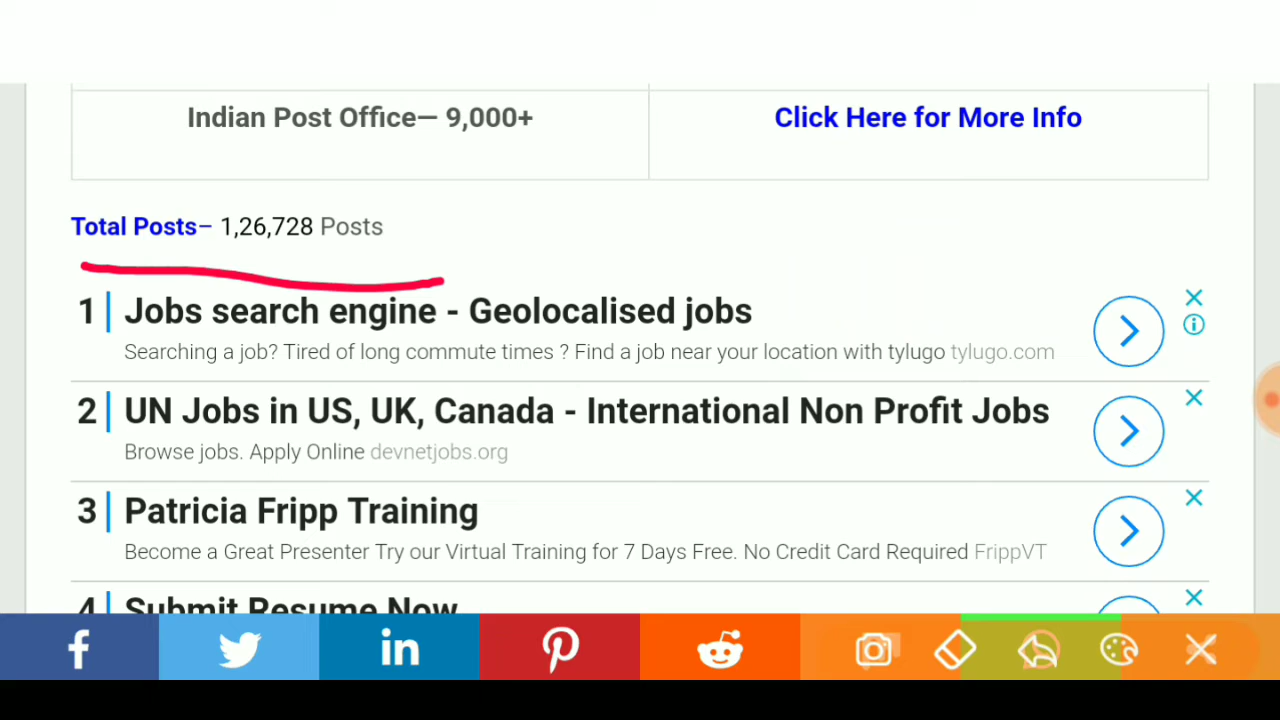 Indian Post Office— 9,000+
Click Here for More Info
Total Posts– 1,26,728 Posts
1 Jobs search engine - Geolocalised jobs
Searching a job? Tired of long commute times ? Find a job near your location with tylugo tylugo.com
2 UN Jobs in US, UK, Canada - International Non Profit Jobs
Browse jobs. Apply Online devnetjobs.org
3 Patricia Fripp Training
Become a Great Presenter Try our Virtual Training for 7 Days Free. No Credit Card Required FrippVT
4 Submit Resume Now